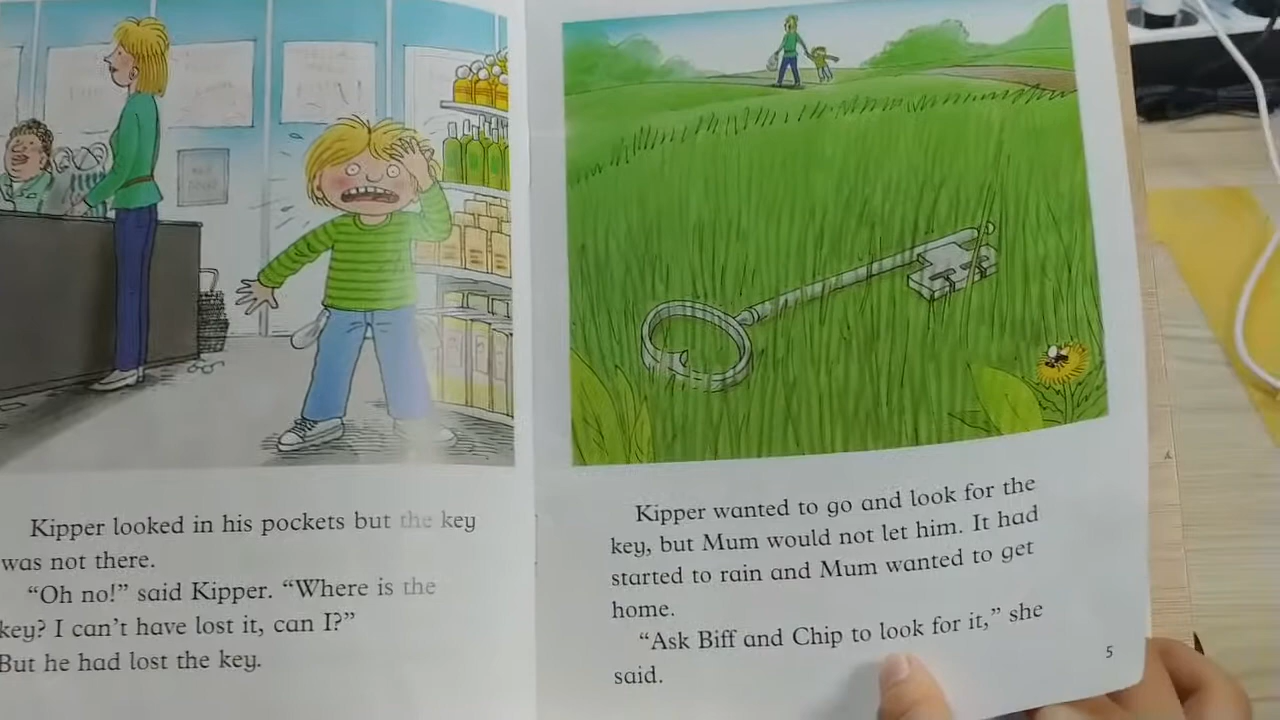 Kipper looked in his pockets but the key
was not there.
“Oh no!” said Kipper. “Where is the
key? I can’t have lost it, can I?”
But he had lost the key.
Kipper wanted to go and look for the
key, but Mum would not let him. It had
started to rain and Mum wanted to get
home.
“Ask Biff and Chip to look for it,” she
said.
5